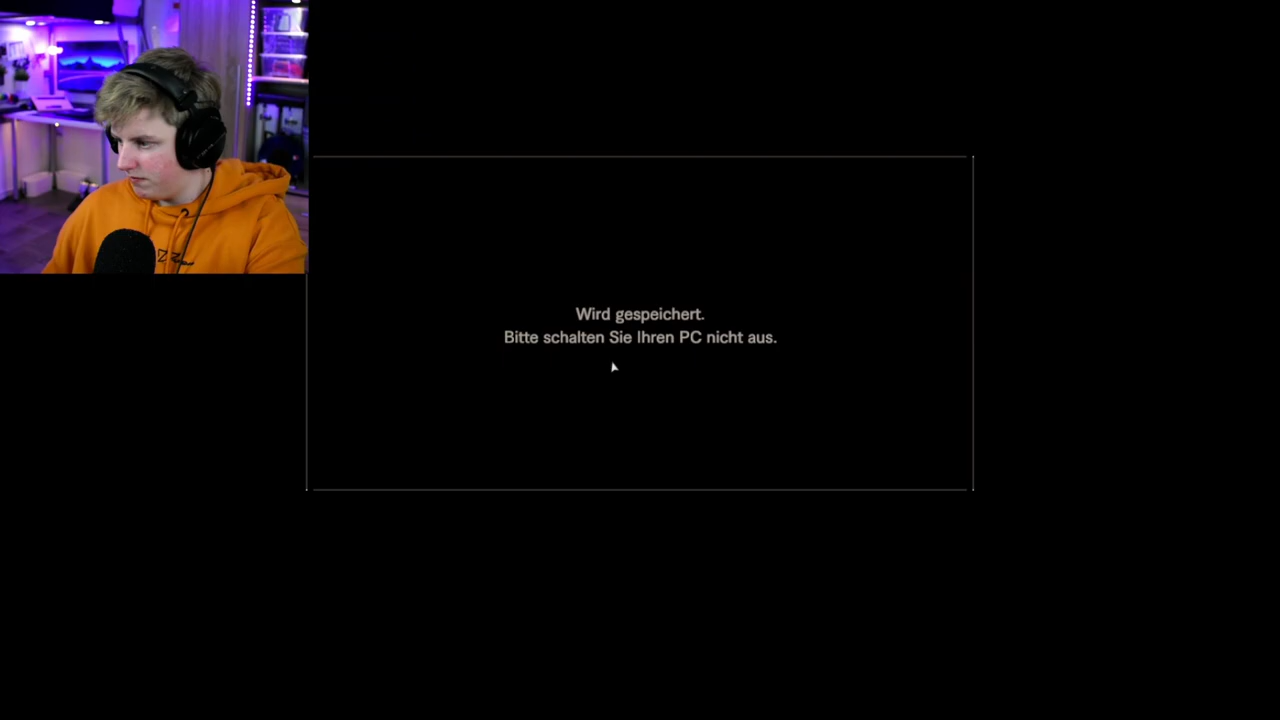 Wird gespeichert.
Bitte schalten Sie Ihren PC nicht aus.